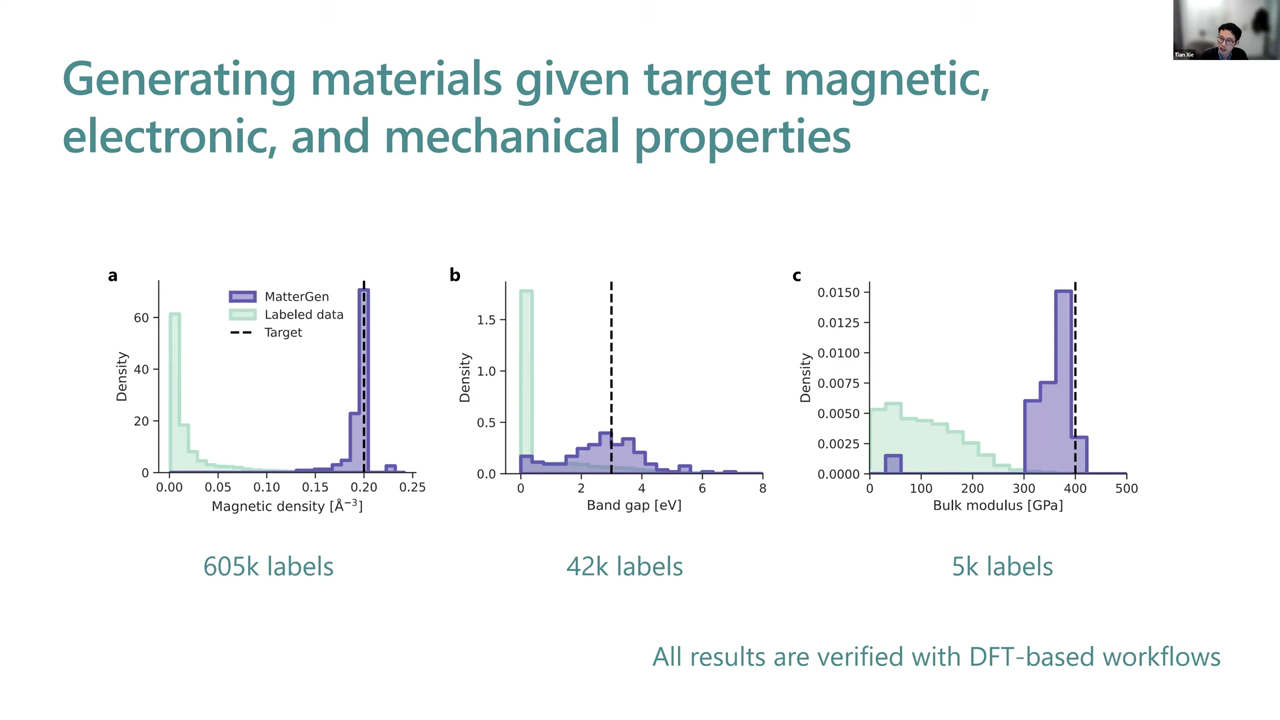 Tian Xie
Generating materials given target magnetic,
electronic, and mechanical properties
a
MatterGen
Labeled data
Target
60
40
20
0
Density
0.00 0.05 0.10 0.15 0.20 0.25
Magnetic density [Å⁻³]
b
1.5
1.0
0.5
0.0
Density
0 2 4 6 8
Band gap [eV]
c
0.0150
0.0125
0.0100
0.0075
0.0050
0.0025
0.0000
Density
0 100 200 300 400 500
Bulk modulus [GPa]
605k labels
42k labels
5k labels
All results are verified with DFT-based workflows